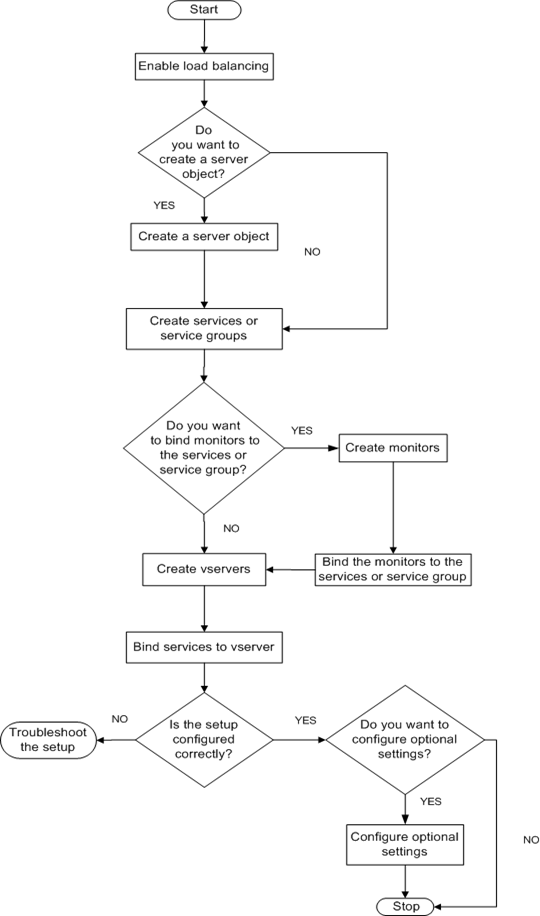 Start
Enable load balancing
Do
you want to
create a server
object?
YES
Create a server object
NO
Create services or
service groups
Do you want
to bind monitors to
the services or
service group?
YES
Create monitors
NO
Create vservers
Bind the monitors to the
services or service group
Bind services to vserver
Is the setup
configured
correctly?
NO
Troubleshoot
the setup
YES
Do you want to
configure optional
settings?
YES
Configure optional
settings
NO
Stop